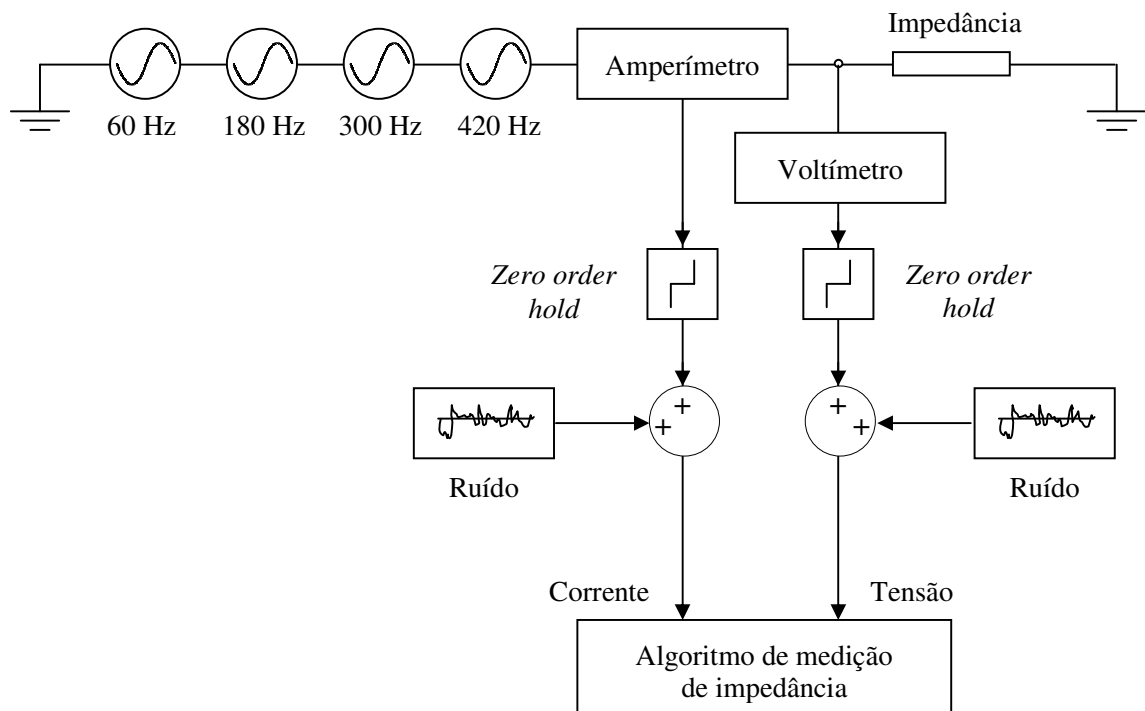 Impedância
Amperímetro
60 Hz
180 Hz
300 Hz
420 Hz
Voltímetro
Zero order
hold
Zero order
hold
+
+
+
+
Ruído
Ruído
Corrente
Tensão
Algoritmo de medição
de impedância